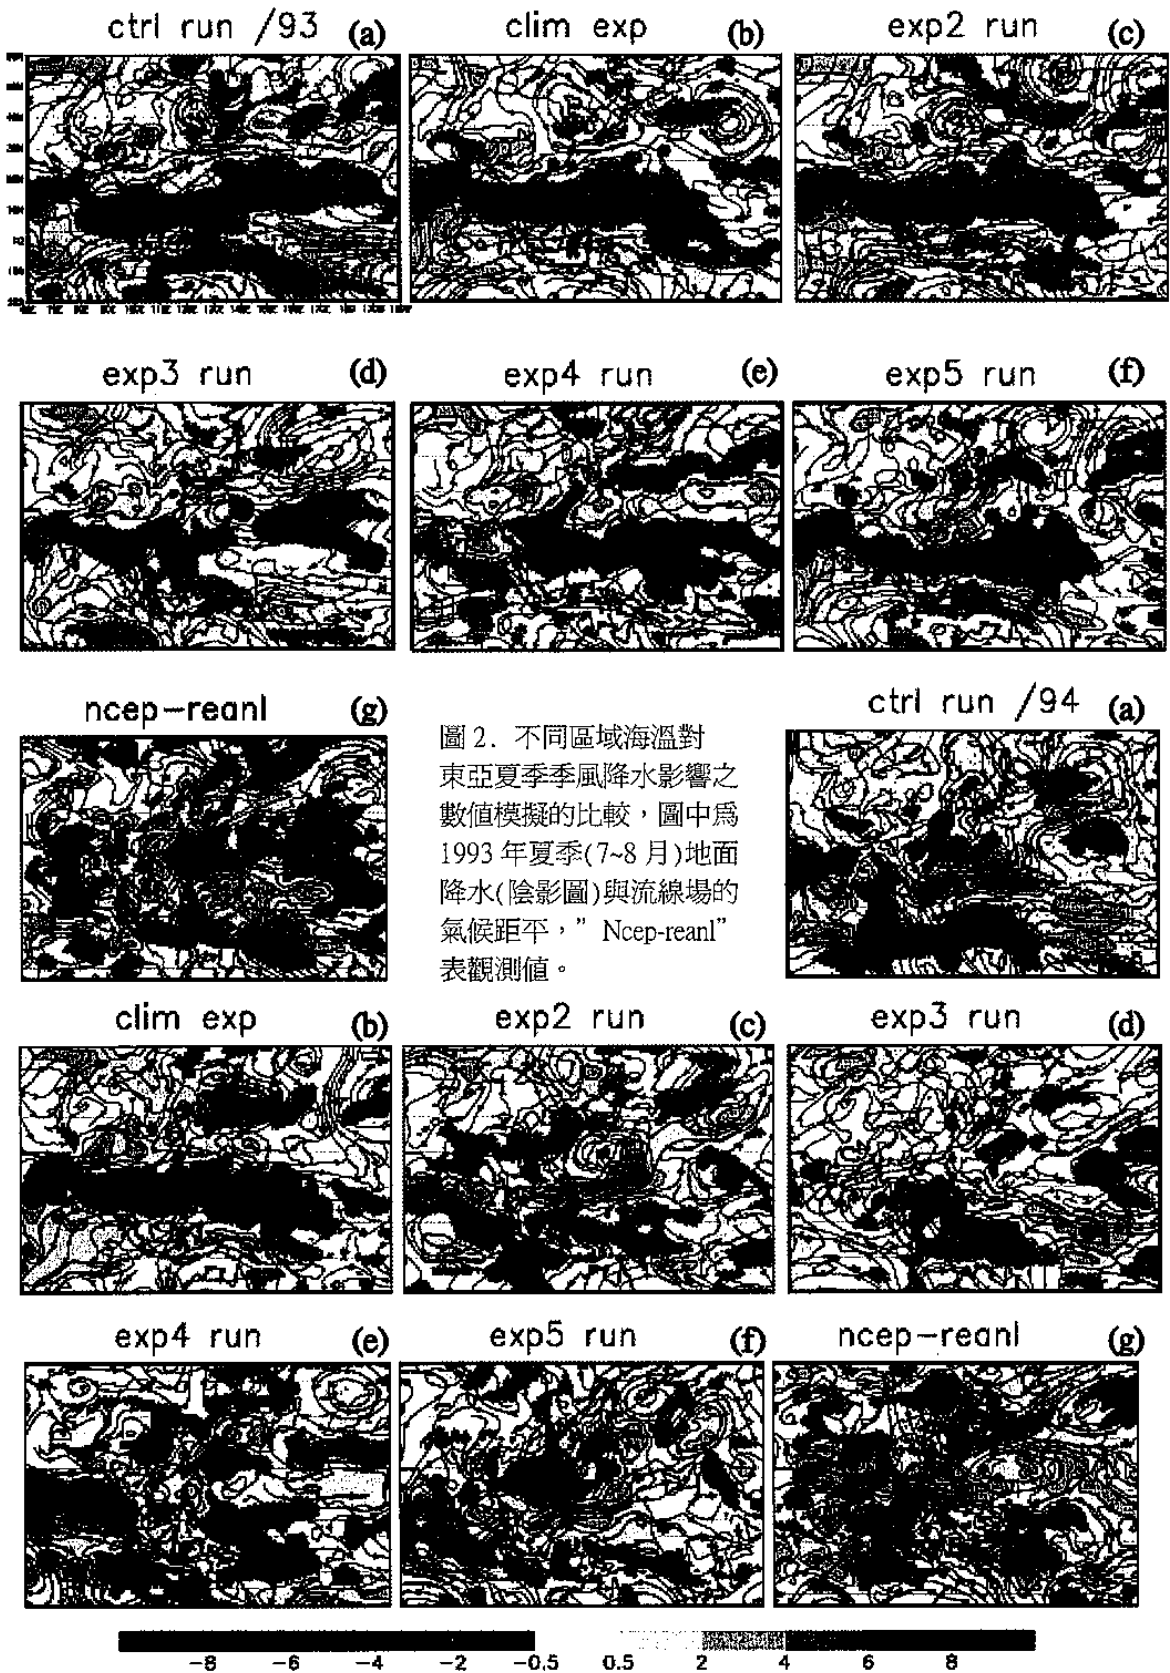 ctrl run /93 (a)
clim exp (b)
exp2 run (c)
exp3 run (d)
exp4 run (e)
exp5 run (f)
ncep-reanl (g)
圖 2. 不同區域海溫對
東亞夏季季風降水影響之
數值模擬的比較，圖中為
1993 年夏季(7~8 月)地面
降水(陰影圖)與流線場的
氣候距平，” Ncep-reanl”
表觀測值。
ctrl run /94 (a)
clim exp (b)
exp2 run (c)
exp3 run (d)
exp4 run (e)
exp5 run (f)
ncep-reanl (g)
-8 -6 -4 -2 -0.5 0.5 2 4 6 8